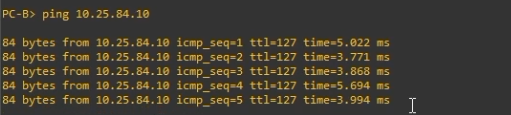 PC-B> ping 10.25.84.10
84 bytes from 10.25.84.10 icmp_seq=1 ttl=127 time=5.022 ms
84 bytes from 10.25.84.10 icmp_seq=2 ttl=127 time=3.771 ms
84 bytes from 10.25.84.10 icmp_seq=3 ttl=127 time=3.868 ms
84 bytes from 10.25.84.10 icmp_seq=4 ttl=127 time=5.694 ms
84 bytes from 10.25.84.10 icmp_seq=5 ttl=127 time=3.994 ms